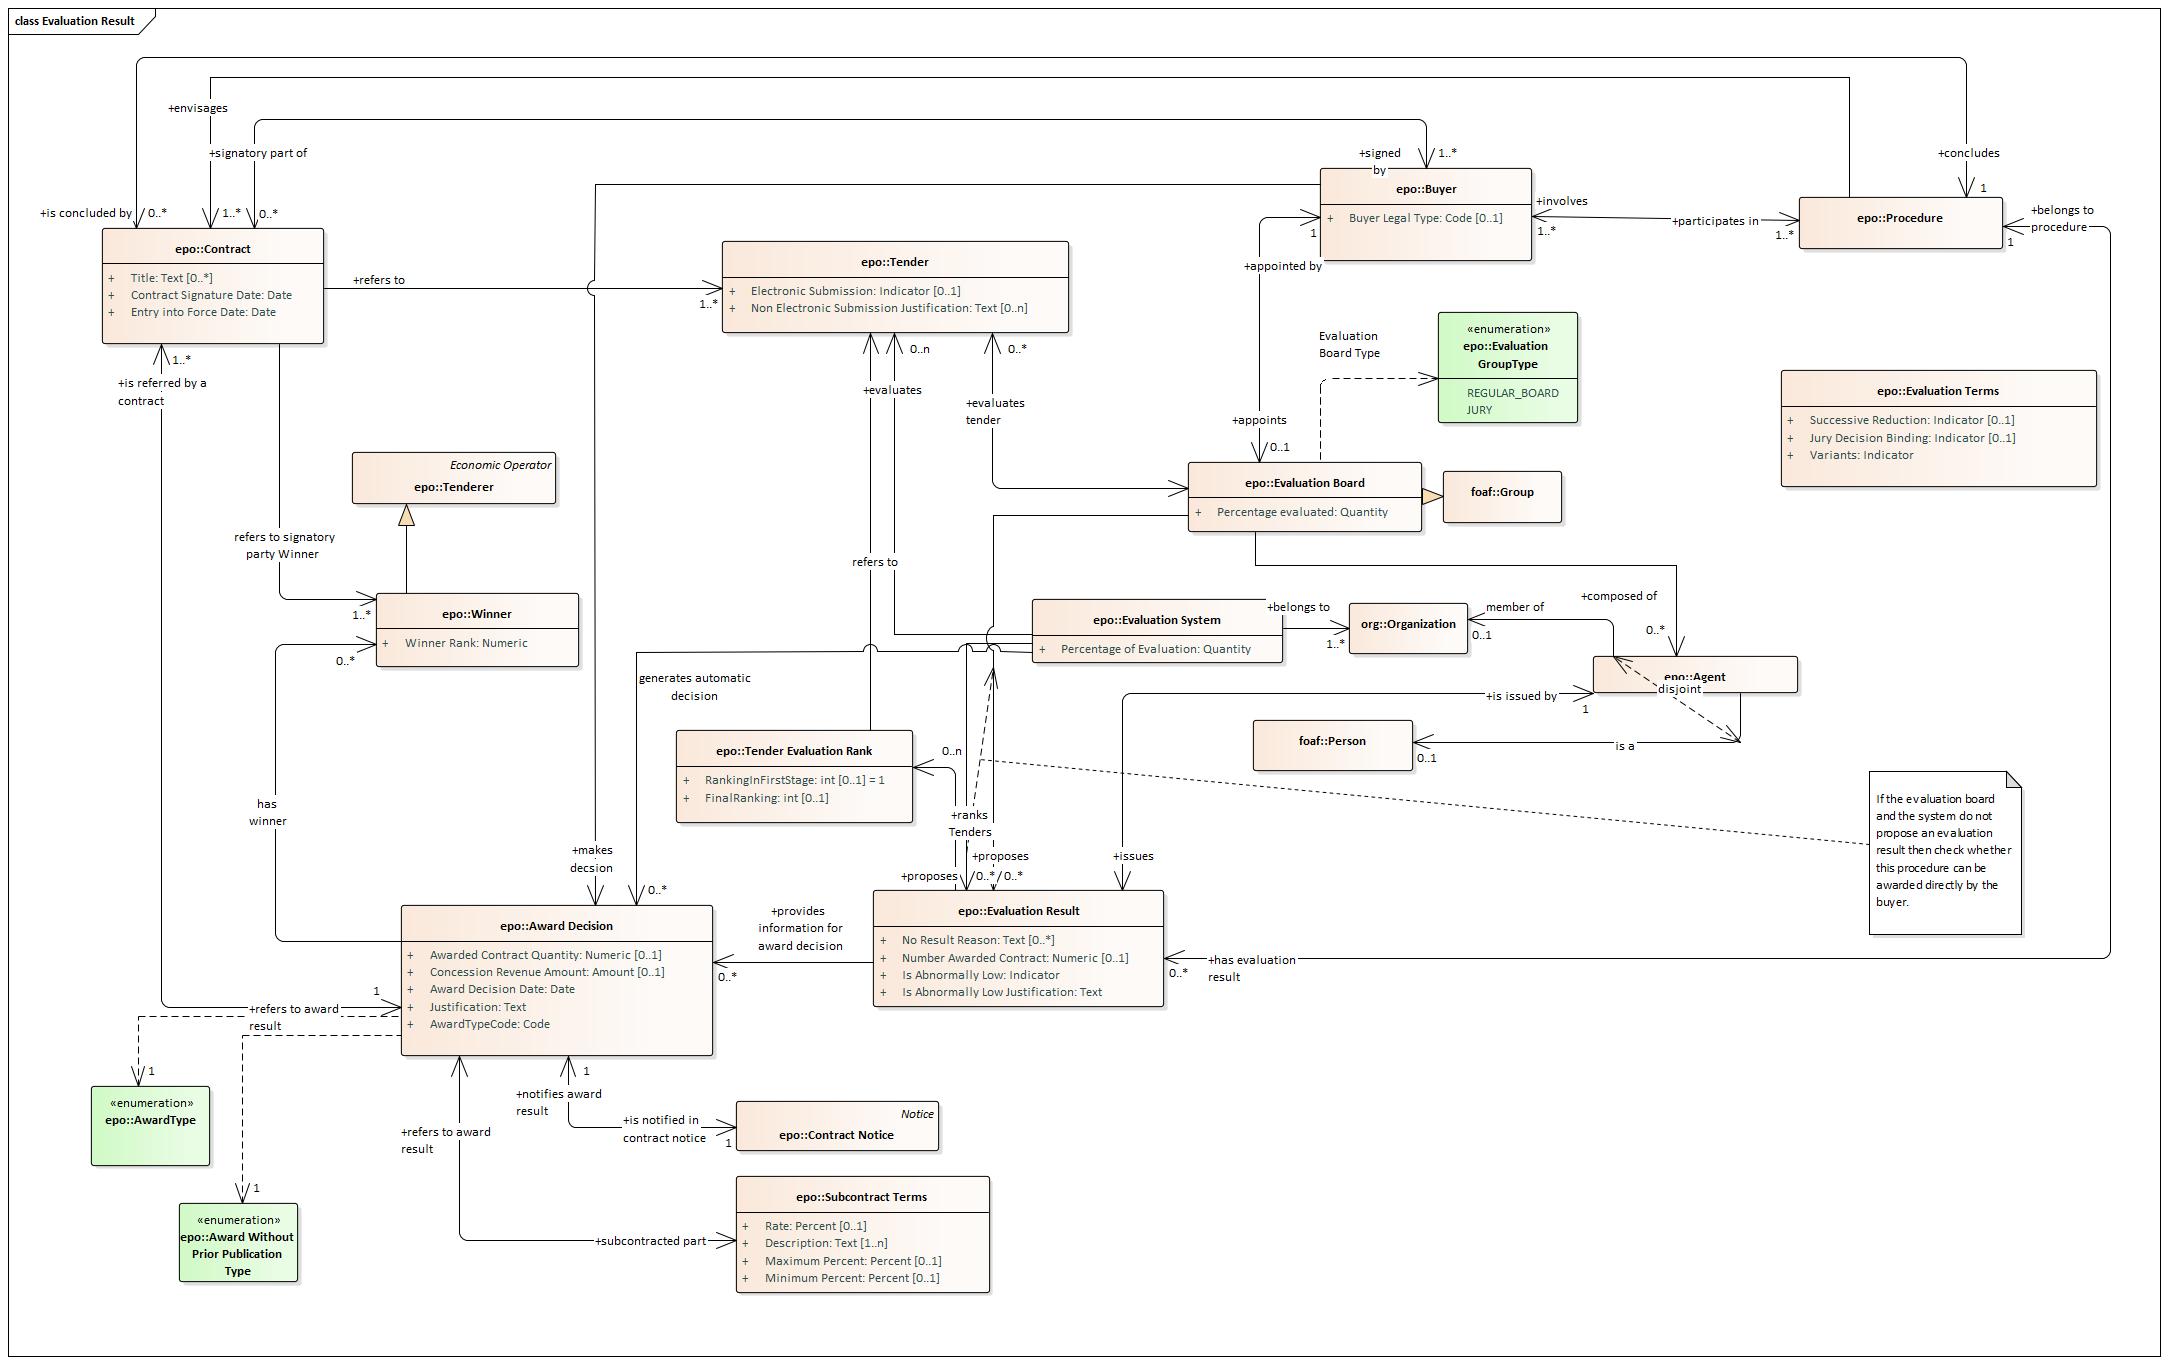 class Evaluation Result
+envisages
+signatory part of
+is concluded by
0..*
1..*
0..*
+signed
by
1..*
+concludes
1
epo::Contract
+ Title: Text [0..*]
+ Contract Signature Date: Date
+ Entry into Force Date: Date
epo::Buyer
+ Buyer Legal Type: Code [0..1]
+involves
1..*
+participates in
1..*
epo::Procedure
+belongs to
procedure
1
1
+appointed by
+refers to
1..*
epo::Tender
+ Electronic Submission: Indicator [0..1]
+ Non Electronic Submission Justification: Text [0..n]
0..n
0..*
+evaluates
+evaluates
tender
+appoints
0..1
Evaluation
Board Type
«enumeration»
epo::Evaluation
GroupType
REGULAR_BOARD
JURY
epo::Evaluation Terms
+ Successive Reduction: Indicator [0..1]
+ Jury Decision Binding: Indicator [0..1]
+ Variants: Indicator
1..*
+is referred by a
contract
Economic Operator
epo::Tenderer
epo::Evaluation Board
+ Percentage evaluated: Quantity
foaf::Group
refers to signatory
party Winner
1..*
refers to
epo::Winner
+ Winner Rank: Numeric
0..*
epo::Evaluation System
+ Percentage of Evaluation: Quantity
+belongs to
1..*
org::Organization
member of
0..1
+composed of
0..*
epo::Agent
disjoint
generates automatic
decision
+is issued by
1
foaf::Person
0..1
is a
epo::Tender Evaluation Rank
+ RankingInFirstStage: int [0..1] = 1
+ FinalRanking: int [0..1]
0..n
has
winner
+ranks
Tenders
+makes
decsion
+proposes
+proposes
0..*
0..*
+issues
0..*
If the evaluation board
and the system do not
propose an evaluation
result then check whether
this procedure can be
awarded directly by the
buyer.
epo::Award Decision
+ Awarded Contract Quantity: Numeric [0..1]
+ Concession Revenue Amount: Amount [0..1]
+ Award Decision Date: Date
+ Justification: Text
+ AwardTypeCode: Code
+provides
information for
award decision
0..*
epo::Evaluation Result
+ No Result Reason: Text [0..*]
+ Number Awarded Contract: Numeric [0..1]
+ Is Abnormally Low: Indicator
+ Is Abnormally Low Justification: Text
0..*
+has evaluation
result
1
+refers to award
result
1
«enumeration»
epo::AwardType
1
«enumeration»
epo::Award Without
Prior Publication
Type
1
+notifies award
result
+refers to award
result
+is notified in
contract notice
1
Notice
epo::Contract Notice
+subcontracted part
epo::Subcontract Terms
+ Rate: Percent [0..1]
+ Description: Text [1..n]
+ Maximum Percent: Percent [0..1]
+ Minimum Percent: Percent [0..1]